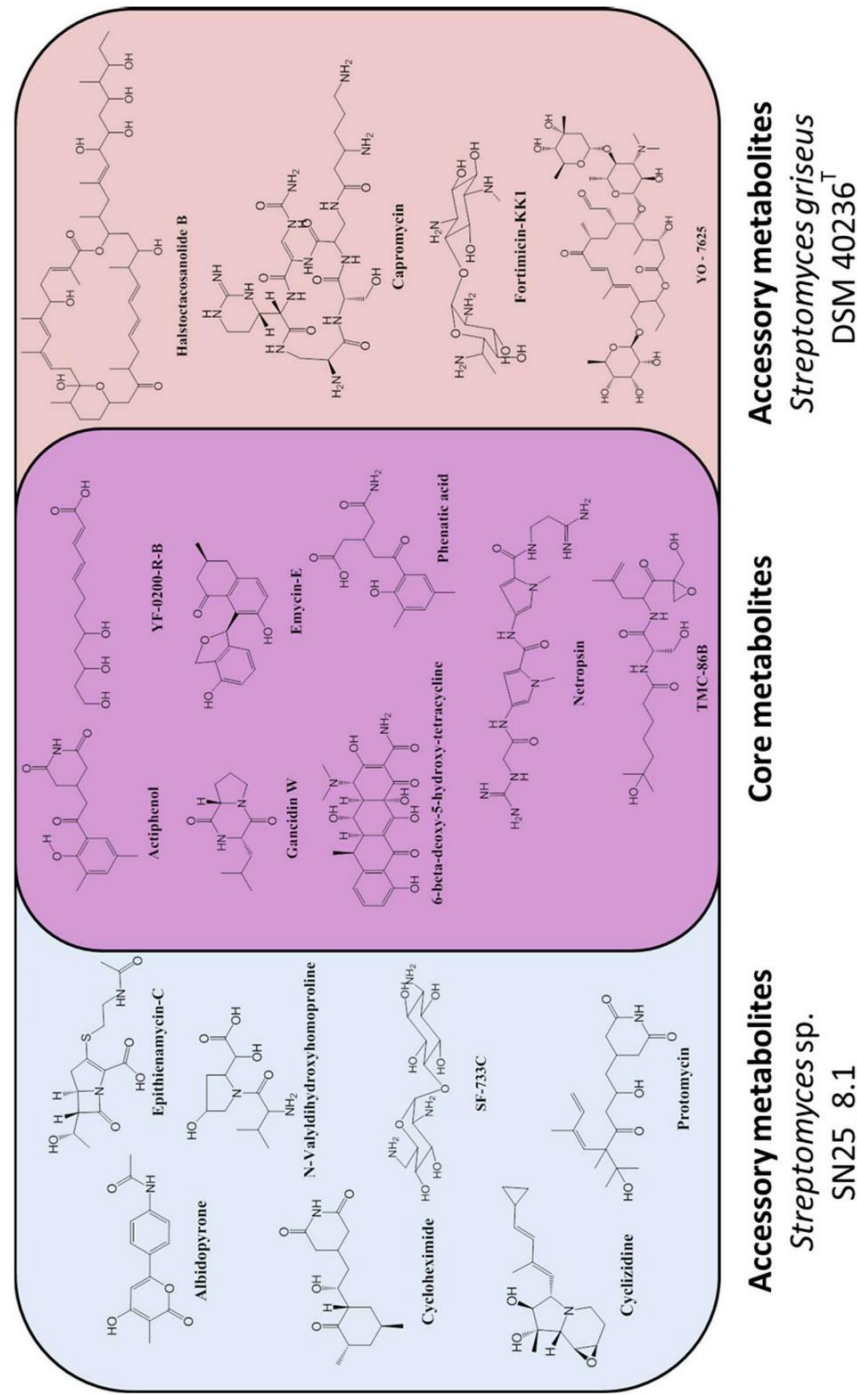 Albidopyrone
Epithienamycin-C
Cycloheximide
N-Valyldihydroxyhomoproline
SF-733C
Cyclizidine
Protomycin
Actiphenol
YF-0200-R-B
Gancidin W
Emycin-E
6-beta-deoxy-5-hydroxy-tetracycline
Phenatic acid
Netropsin
TMC-86B
Halstoctacosanolide B
Capromycin
Fortimicin-KK1
YO - 7625
Accessory metabolites
Streptomyces sp.
SN25 8.1
Core metabolites
Accessory metabolites
Streptomyces griseus
DSM 40236T